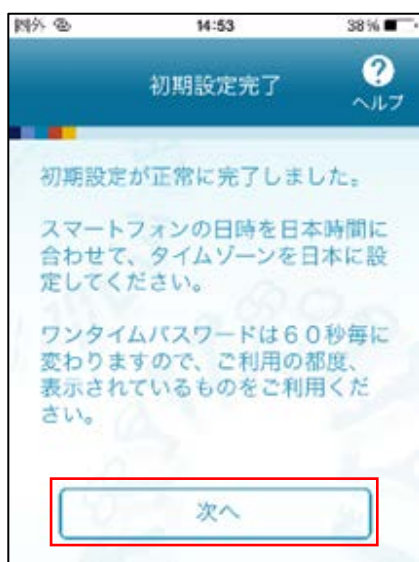 圏外 14:53 38%
初期設定完了
ヘルプ
初期設定が正常に完了しました。
スマートフォンの日時を日本時間に
合わせて、タイムゾーンを日本に設
定してください。
ワンタイムパスワードは60秒毎に
変わりますので、ご利用の都度、
表示されているものをご利用くだ
さい。
次へ